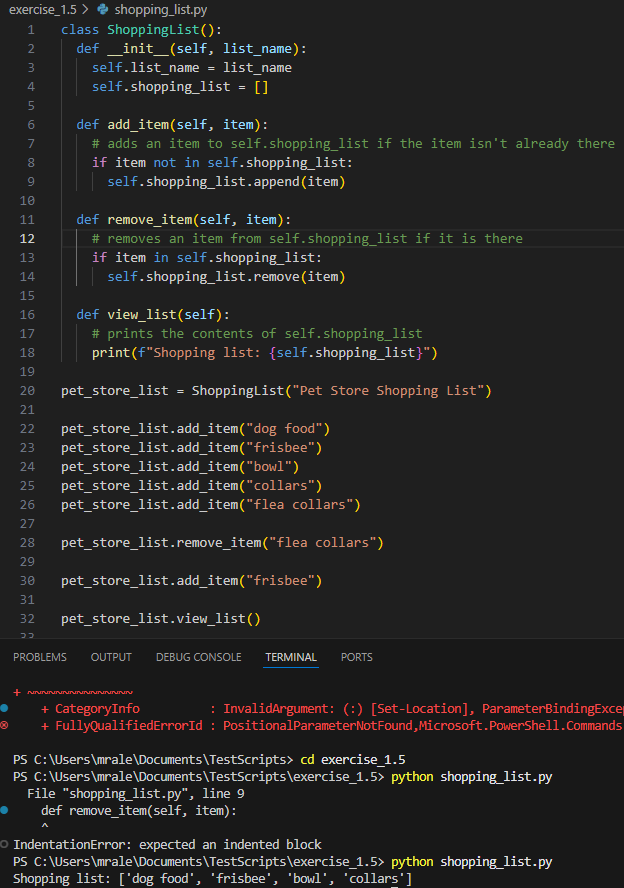 exercise_1.5 > shopping_list.py
1 class ShoppingList():
2   def __init__(self, list_name):
3     self.list_name = list_name
4     self.shopping_list = []
5
6   def add_item(self, item):
7     # adds an item to self.shopping_list if the item isn't already there
8     if item not in self.shopping_list:
9       self.shopping_list.append(item)
10
11   def remove_item(self, item):
12     # removes an item from self.shopping_list if it is there
13     if item in self.shopping_list:
14       self.shopping_list.remove(item)
15
16   def view_list(self):
17     # prints the contents of self.shopping_list
18     print(f"Shopping list: {self.shopping_list}")
19
20 pet_store_list = ShoppingList("Pet Store Shopping List")
21
22 pet_store_list.add_item("dog food")
23 pet_store_list.add_item("frisbee")
24 pet_store_list.add_item("bowl")
25 pet_store_list.add_item("collars")
26 pet_store_list.add_item("flea collars")
27
28 pet_store_list.remove_item("flea collars")
29
30 pet_store_list.add_item("frisbee")
31
32 pet_store_list.view_list()
33
PROBLEMS OUTPUT DEBUG CONSOLE TERMINAL PORTS
+ ~~~~~~~~~~~~~~~
    + CategoryInfo          : InvalidArgument: (:) [Set-Location], ParameterBindingExce
    + FullyQualifiedErrorId : PositionalParameterNotFound,Microsoft.PowerShell.Commands
PS C:\Users\mrale\Documents\TestScripts> cd exercise_1.5
PS C:\Users\mrale\Documents\TestScripts\exercise_1.5> python shopping_list.py
  File "shopping_list.py", line 9
    def remove_item(self, item):
    ^
IndentationError: expected an indented block
PS C:\Users\mrale\Documents\TestScripts\exercise_1.5> python shopping_list.py
Shopping list: ['dog food', 'frisbee', 'bowl', 'collars']